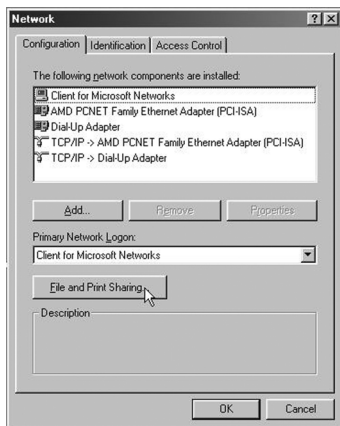 Network
Configuration Identification Access Control
The following network components are installed:
Client for Microsoft Networks
AMD PCNET Family Ethernet Adapter (PCI-ISA)
Dial-Up Adapter
TCP/IP -> AMD PCNET Family Ethernet Adapter (PCI-ISA)
TCP/IP -> Dial-Up Adapter
Add... Remove Properties
Primary Network Logon:
Client for Microsoft Networks
File and Print Sharing...
Description
OK Cancel